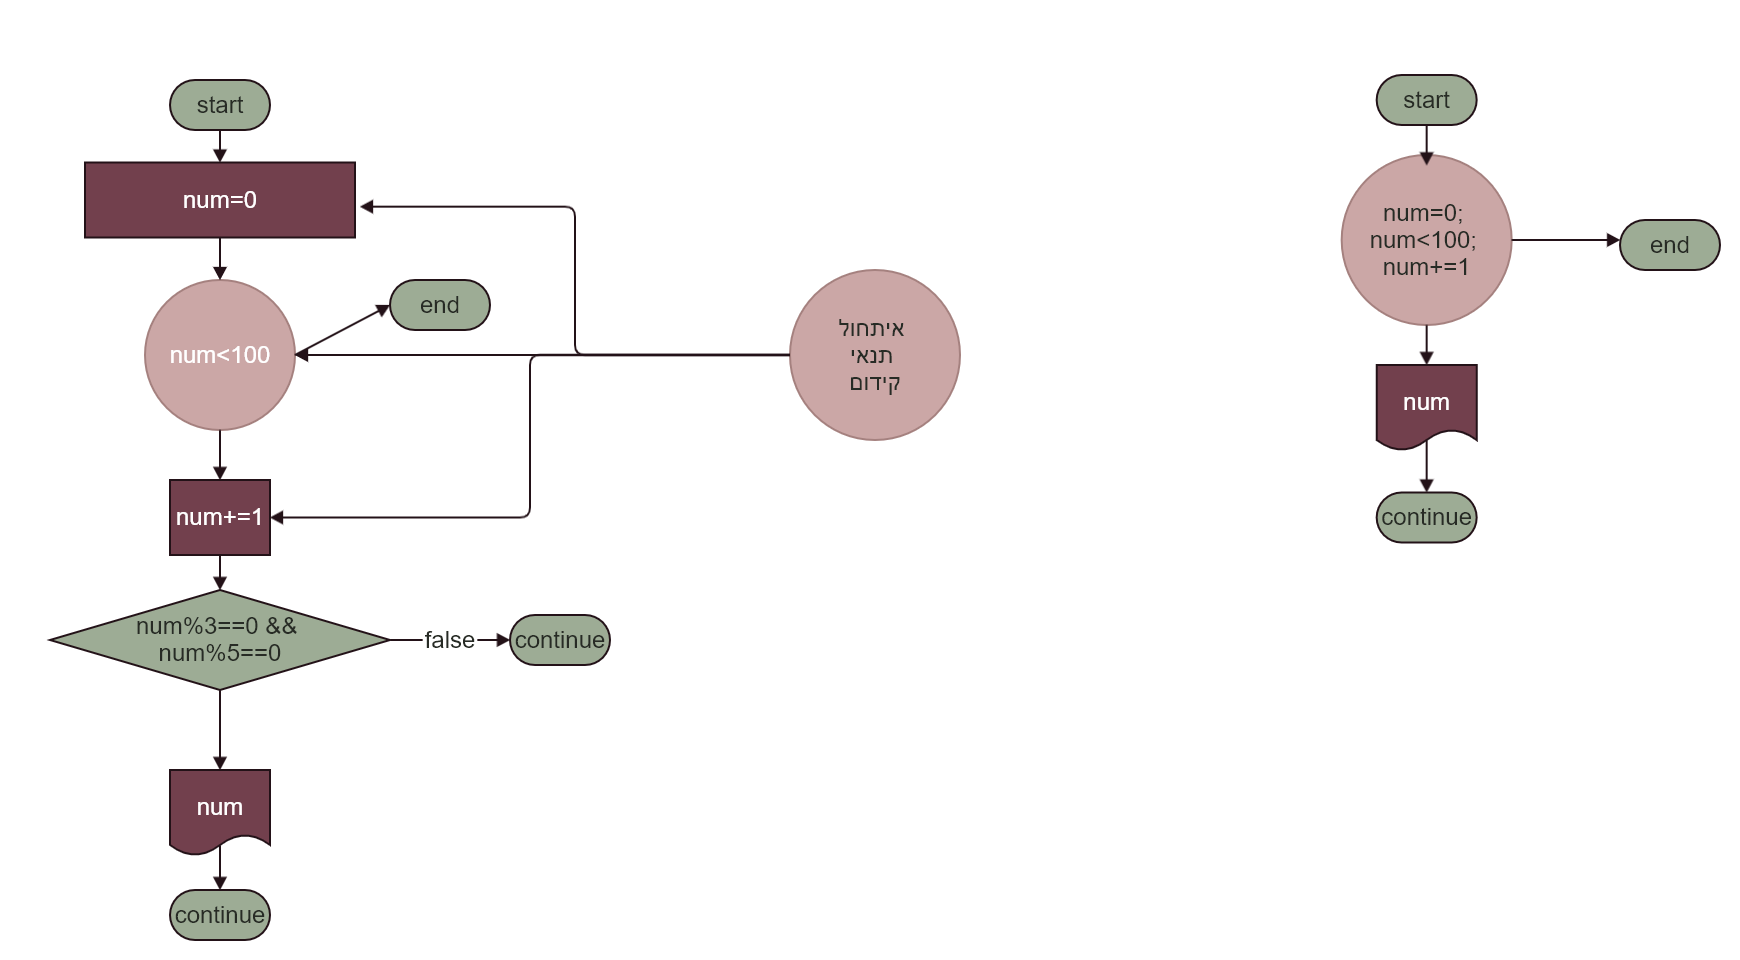 start
num=0
num<100
end
איתחול
תנאי
קידום
num+=1
num%3==0 &&
num%5==0
false
continue
num
continue
start
num=0;
num<100;
num+=1
end
num
continue